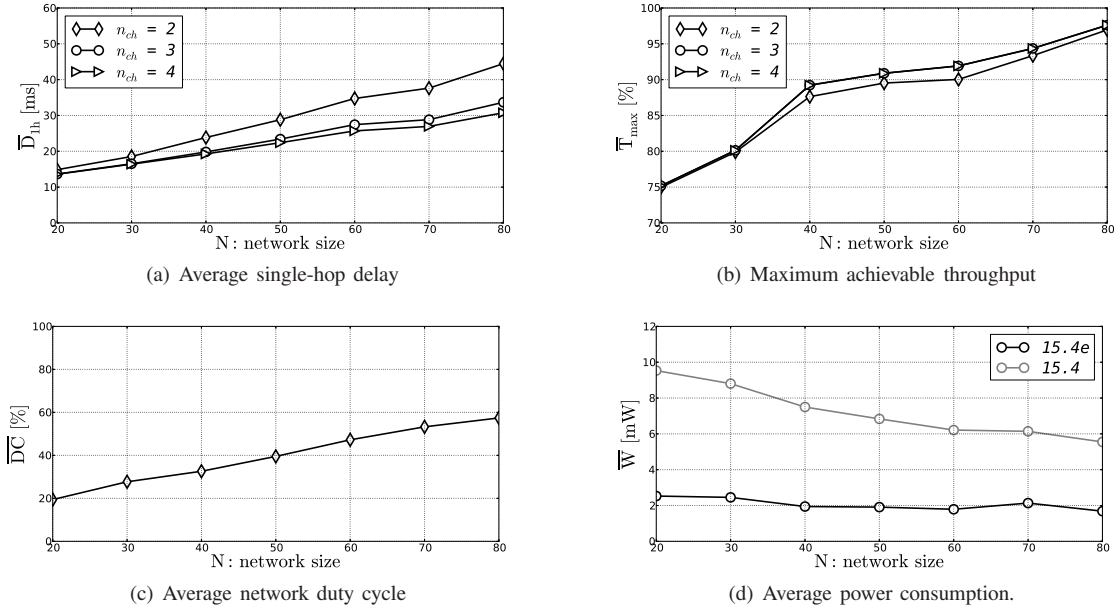 60
50
40
30
20
10
0
D̅1h [ms]
n_ch = 2
n_ch = 3
n_ch = 4
20 30 40 50 60 70 80
N: network size
(a) Average single-hop delay
100
95
90
85
80
75
70
T̅max [%]
n_ch = 2
n_ch = 3
n_ch = 4
20 30 40 50 60 70 80
N: network size
(b) Maximum achievable throughput
100
80
60
40
20
0
D̅C̅ [%]
20 30 40 50 60 70 80
N: network size
(c) Average network duty cycle
12
10
8
6
4
2
0
W̅ [mW]
15.4e
15.4
20 30 40 50 60 70 80
N: network size
(d) Average power consumption.